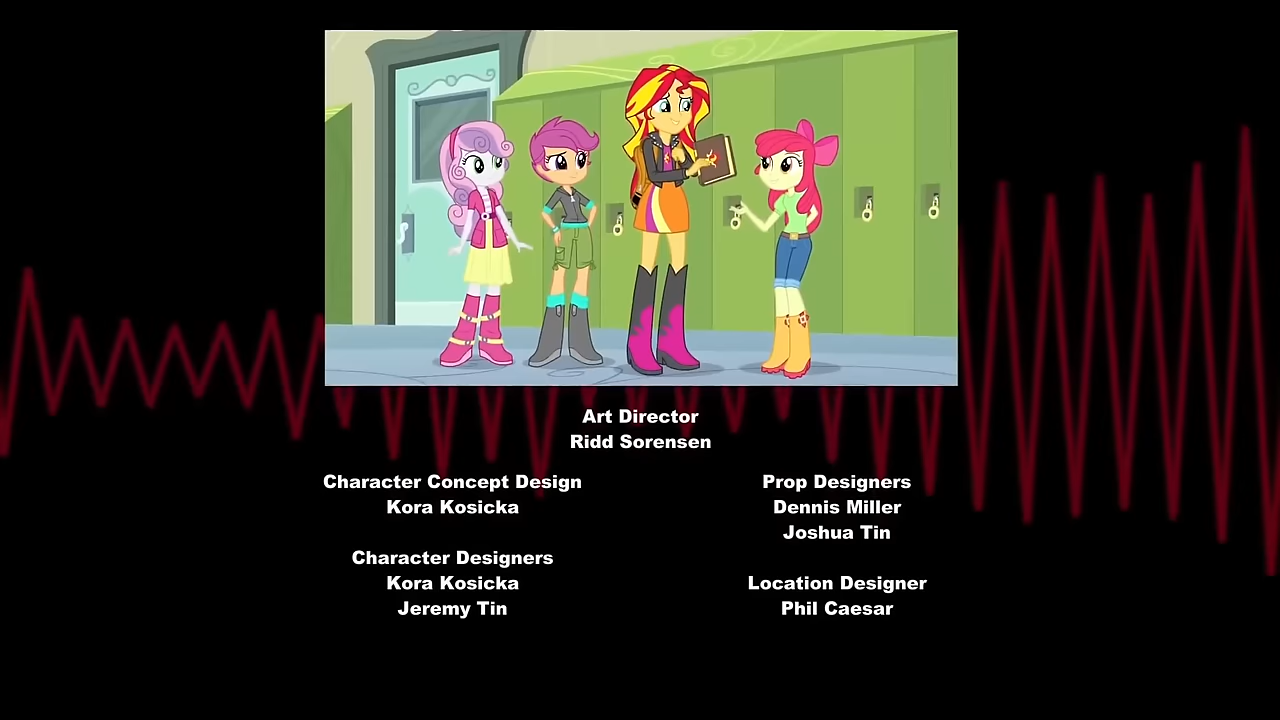 Art Director
Ridd Sorensen
Character Concept Design
Kora Kosicka
Character Designers
Kora Kosicka
Jeremy Tin
Prop Designers
Dennis Miller
Joshua Tin
Location Designer
Phil Caesar